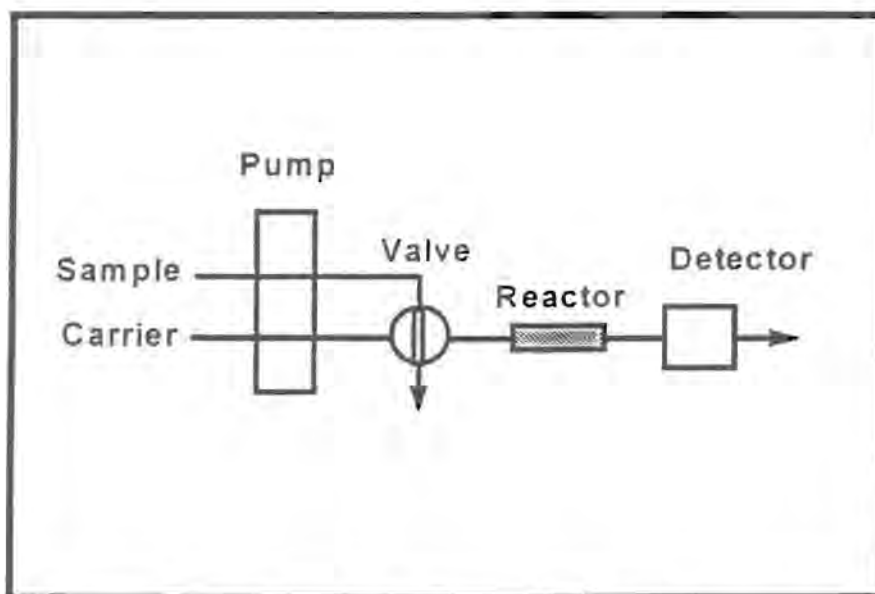 Pump
Valve
Detector
Sample
Reactor
Carrier